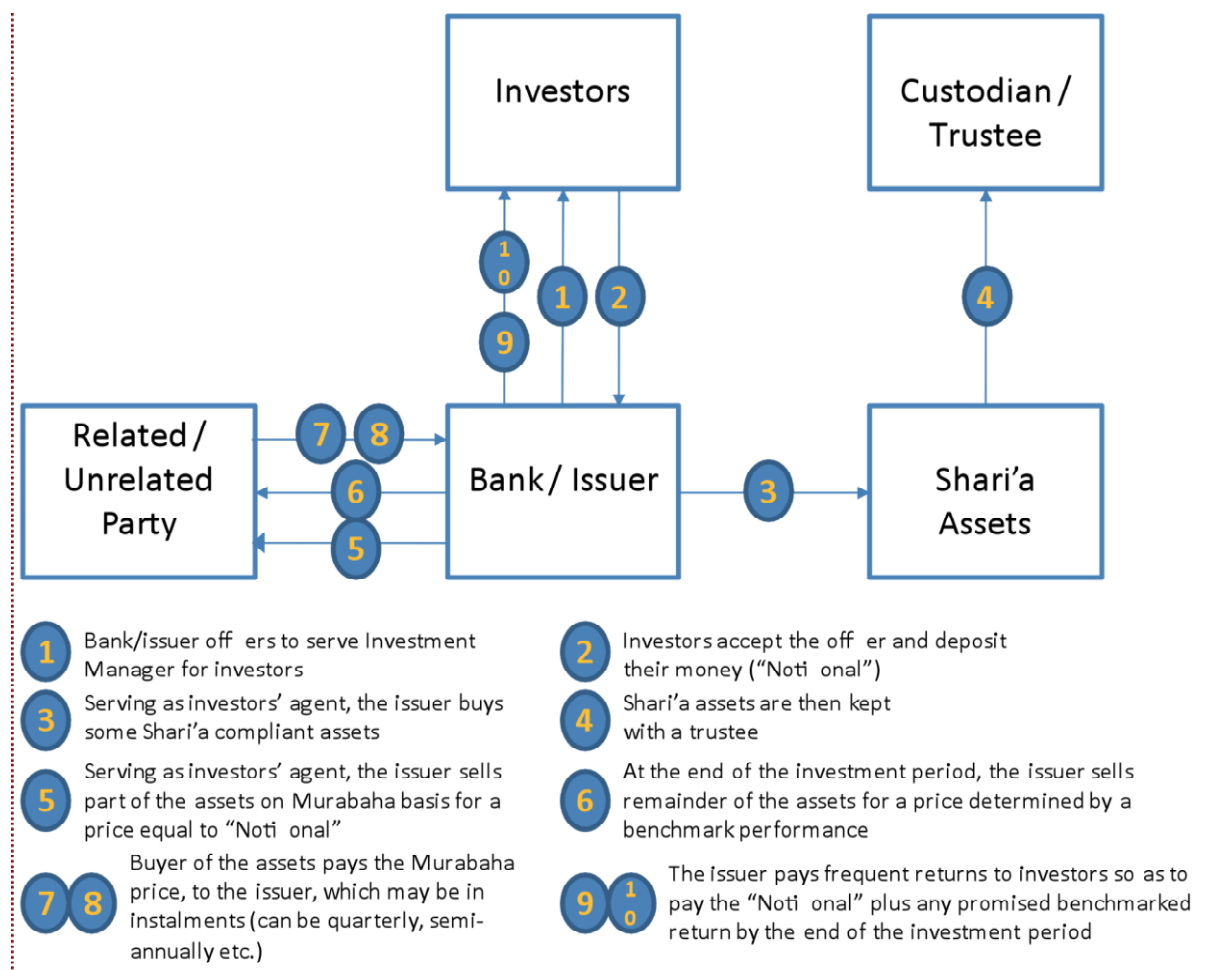 Investors
Custodian /
Trustee
1
0
9
1
2
4
Related /
Unrelated
Party
7
8
6
5
Bank / Issuer
3
Shari’a
Assets
1
Bank/issuer off ers to serve Investment
Manager for investors
2
Investors accept the off er and deposit
their money (“Noti onal”)
3
Serving as investors’ agent, the issuer buys
some Shari’a compliant assets
4
Shari’a assets are then kept
with a trustee
5
Serving as investors’ agent, the issuer sells
part of the assets on Murabaha basis for a
price equal to “Noti onal”
6
At the end of the investment period, the issuer sells
remainder of the assets for a price determined by a
benchmark performance
7
8
Buyer of the assets pays the Murabaha
price, to the issuer, which may be in
instalments (can be quarterly, semi-
annually etc.)
9
1
0
The issuer pays frequent returns to investors so as to
pay the “Noti onal” plus any promised benchmarked
return by the end of the investment period